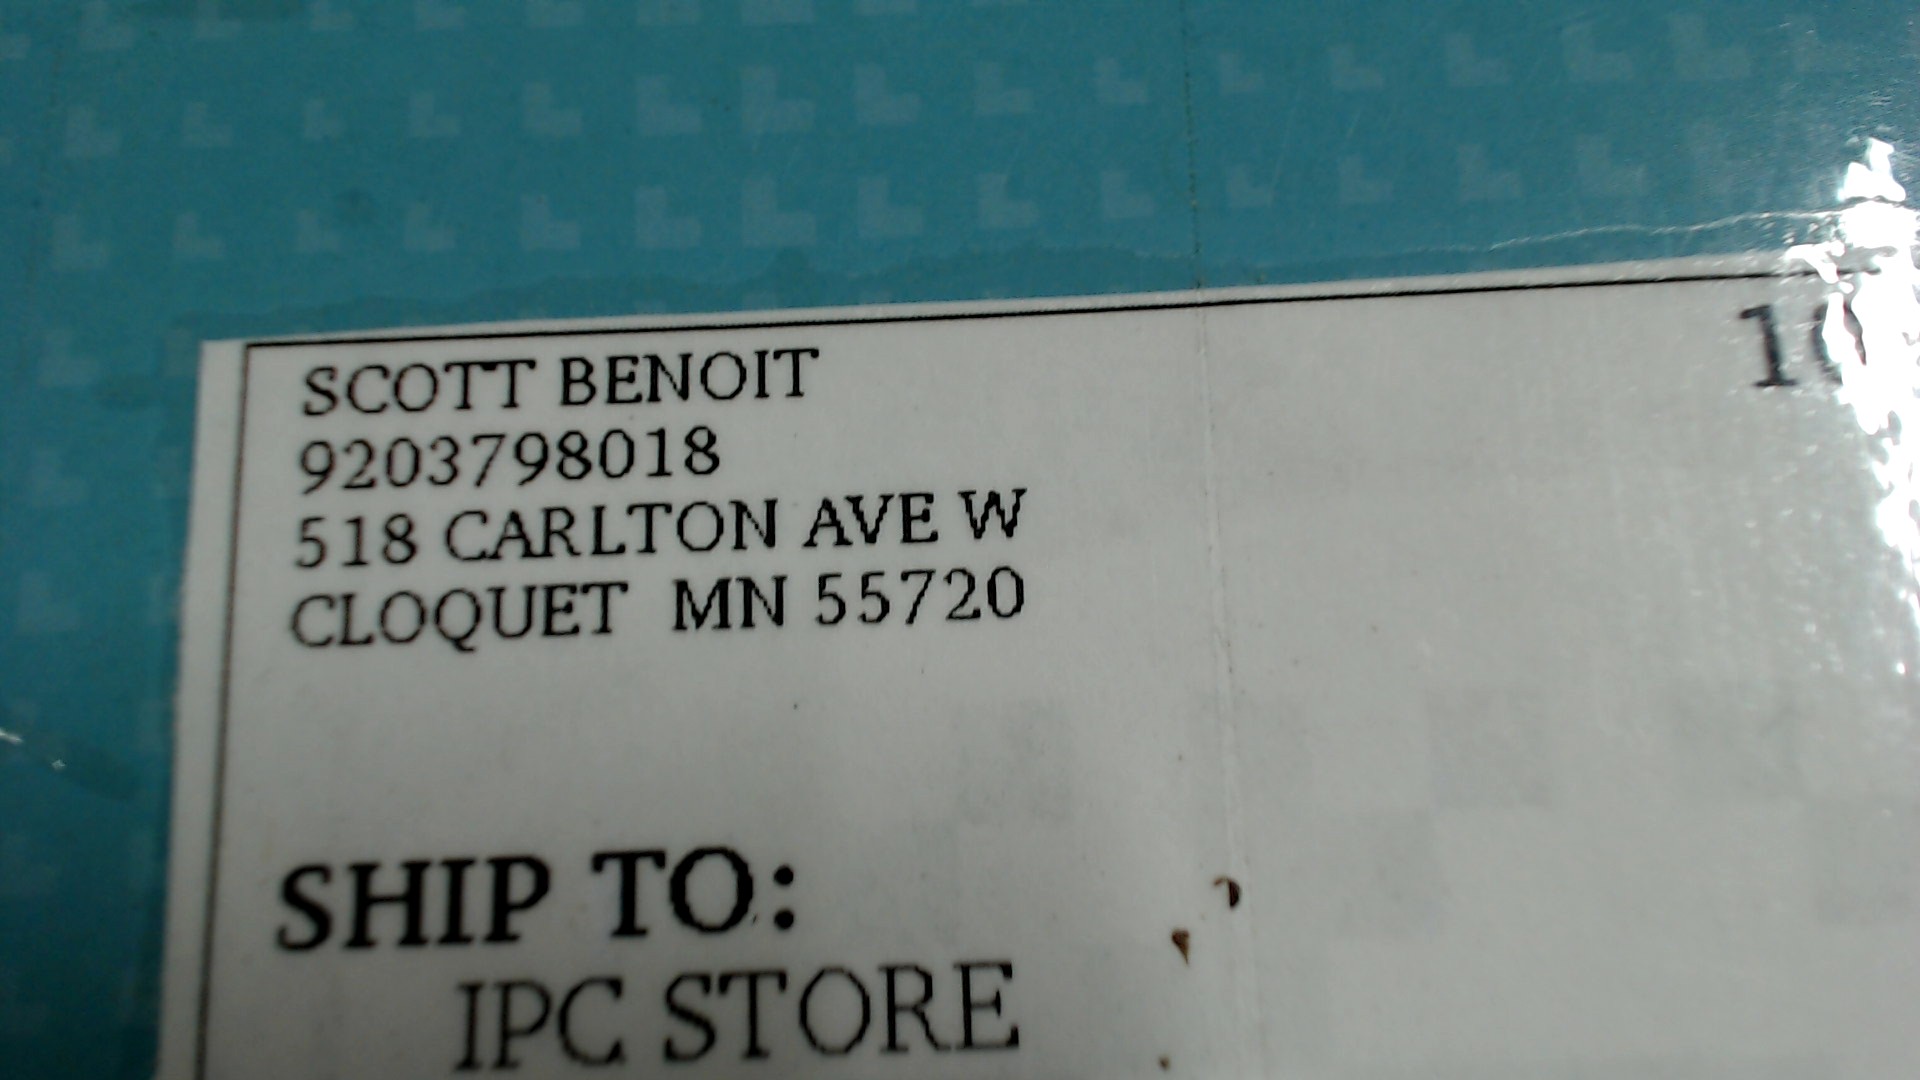 SCOTT BENOIT
9203798018
518 CARLTON AVE W
CLOQUET MN 55720
SHIP TO:
IPC STORE